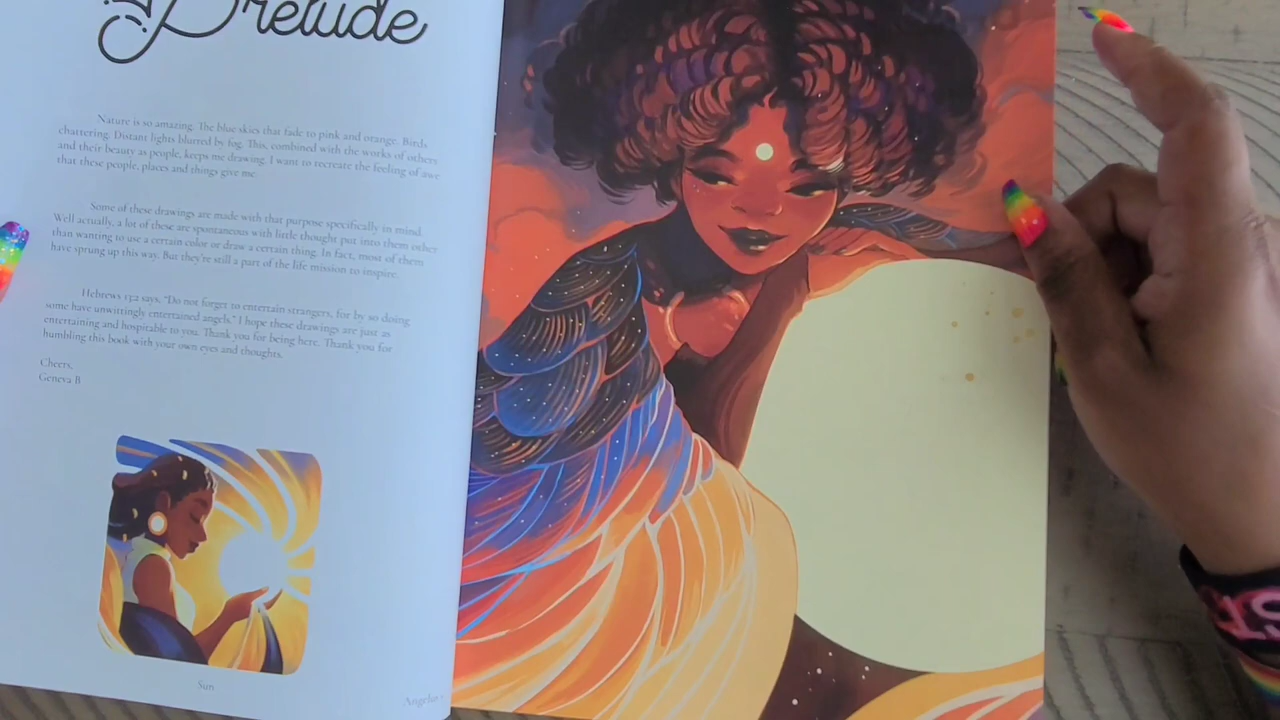 Prelude
Nature is so amazing. The blue skies that fade to pink and orange. Birds
chattering. Distant lights blurred by fog. This, combined with the works of others
and their beauty as people, keeps me drawing. I want to recreate the feeling of awe
that these people, places and things give me.
Some of these drawings are made with that purpose specifically in mind.
Well actually, a lot of these are spontaneous with little thought put into them other
than wanting to use a certain color or draw a certain thing. In fact, most of them
have sprung up this way. But they're still a part of the life mission to inspire.
Hebrews 13:2 says, "Do not forget to entertain strangers, for by so doing
some have unwittingly entertained angels." I hope these drawings are just as
entertaining and hospitable to you. Thank you for being here. Thank you for
humbling this book with your own eyes and thoughts.
Cheers,
Geneva B
Sun